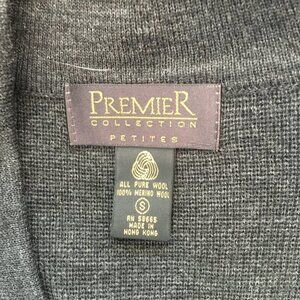 PREMIER
COLLECTION
PETITES
ALL PURE WOOL
100% MERINO WOOL
S
RN 58665
MADE IN
HONG KONG